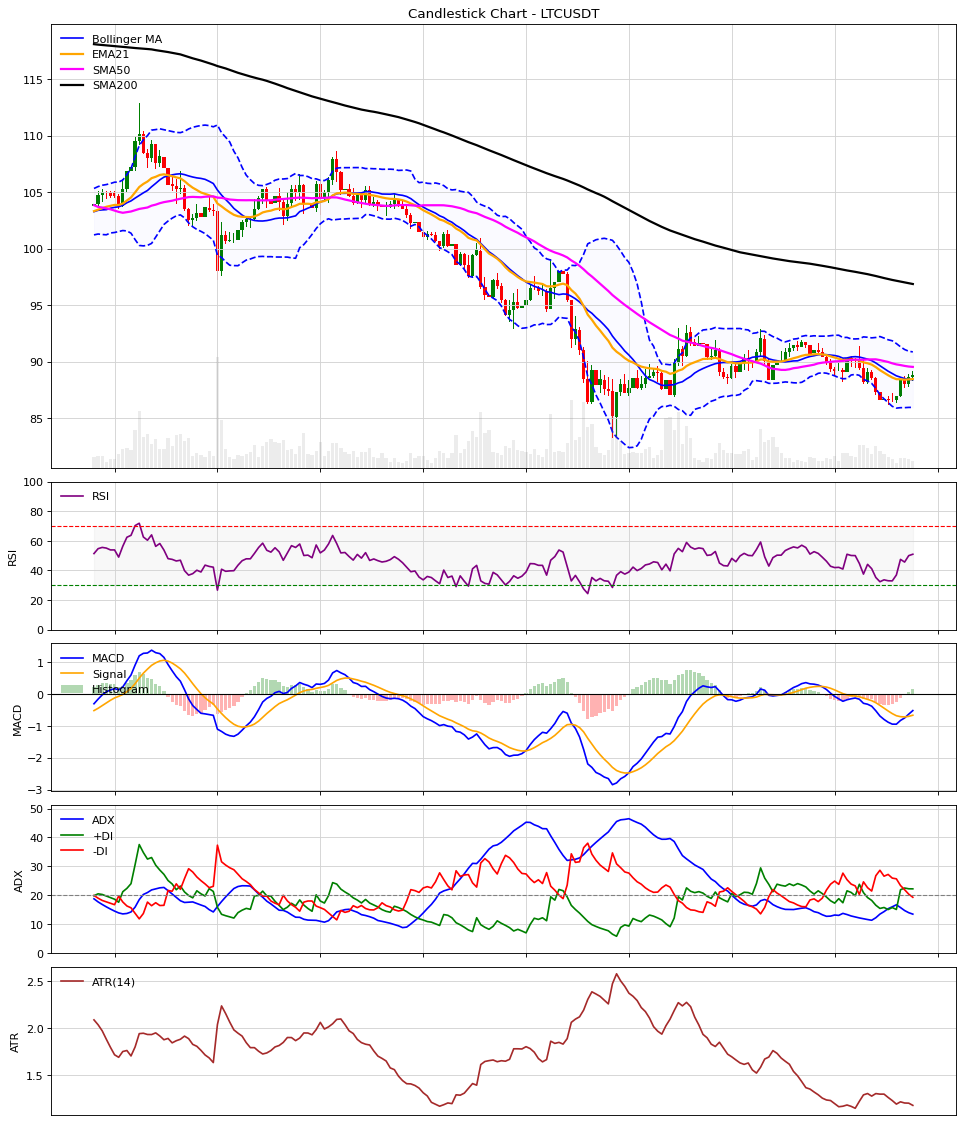 Candlestick Chart - LTCUSDT
Bollinger MA
EMA21
SMA50
SMA200
115
110
105
100
95
90
85
RSI
100
80
60
40
20
0
RSI
MACD
Signal
Histogram
1
0
−1
−2
−3
MACD
ADX
+DI
-DI
50
40
30
20
10
0
ADX
ATR(14)
2.5
2.0
1.5
ATR